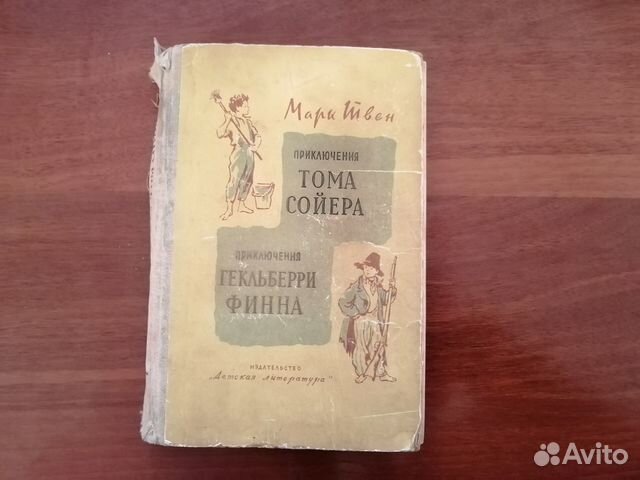 Марк Твен
ПРИКЛЮЧЕНИЯ
ТОМА
СОЙЕРА
ПРИКЛЮЧЕНИЯ
ГЕКЛЬБЕРРИ
ФИННА
ИЗДАТЕЛЬСТВО
„Детская литература"
Avito